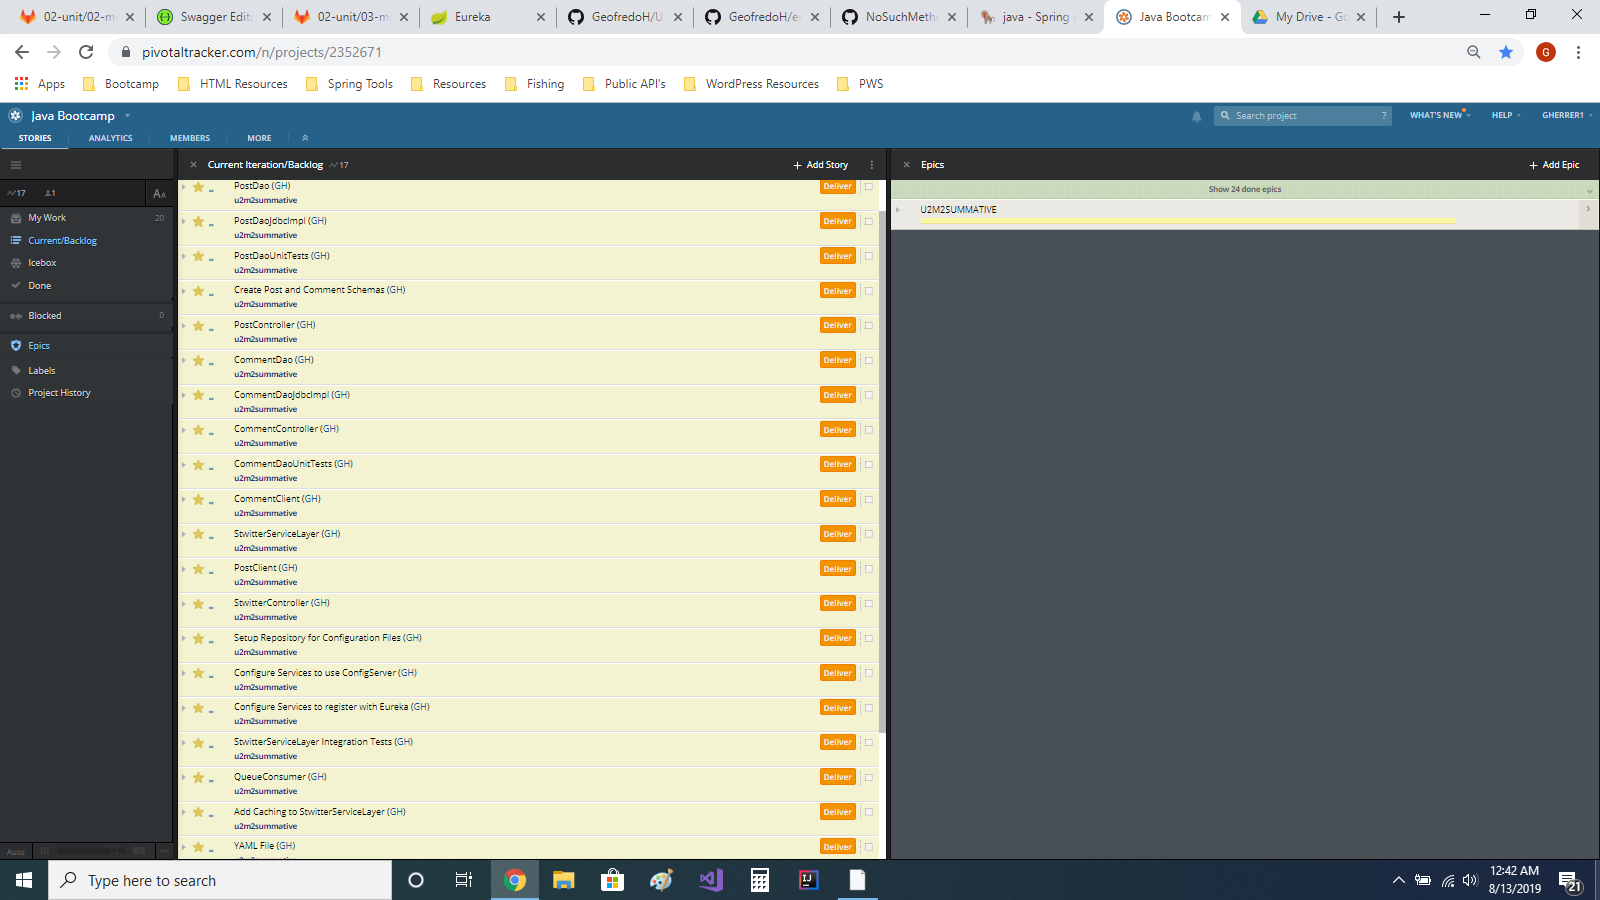 02-unit/02-m
Swagger Edit
02-unit/03-m
Eureka
GeofredoH/U
GeofredoH/e
NoSuchMeth
java - Spring
Java Bootcam
My Drive - Go
pivotaltracker.com/n/projects/2352671
G
Apps Bootcamp HTML Resources Spring Tools Resources Fishing Public API's WordPress Resources PWS
Java Bootcamp
Search project ?
WHAT'S NEW HELP GHERRER1
STORIES ANALYTICS MEMBERS MORE
17 1 AA
My Work 20
Current/Backlog
Icebox
Done
Blocked 0
Epics
Labels
Project History
Auto
Current Iteration/Backlog 17 + Add Story
PostDao (GH) Deliver
u2m2summative
PostDaoJdbcImpl (GH) Deliver
u2m2summative
PostDaoUnitTests (GH) Deliver
u2m2summative
Create Post and Comment Schemas (GH) Deliver
u2m2summative
PostController (GH) Deliver
u2m2summative
CommentDao (GH) Deliver
u2m2summative
CommentDaoJdbcImpl (GH) Deliver
u2m2summative
CommentController (GH) Deliver
u2m2summative
CommentDaoUnitTests (GH) Deliver
u2m2summative
CommentClient (GH) Deliver
u2m2summative
StwitterServiceLayer (GH) Deliver
u2m2summative
PostClient (GH) Deliver
u2m2summative
StwitterController (GH) Deliver
u2m2summative
Setup Repository for Configuration Files (GH) Deliver
u2m2summative
Configure Services to use ConfigServer (GH) Deliver
u2m2summative
Configure Services to register with Eureka (GH) Deliver
u2m2summative
StwitterServiceLayer Integration Tests (GH) Deliver
u2m2summative
QueueConsumer (GH) Deliver
u2m2summative
Add Caching to StwitterServiceLayer (GH) Deliver
u2m2summative
YAML File (GH) Deliver
Epics + Add Epic
Show 24 done epics
U2M2SUMMATIVE
Type here to search
12:42 AM
8/13/2019
21